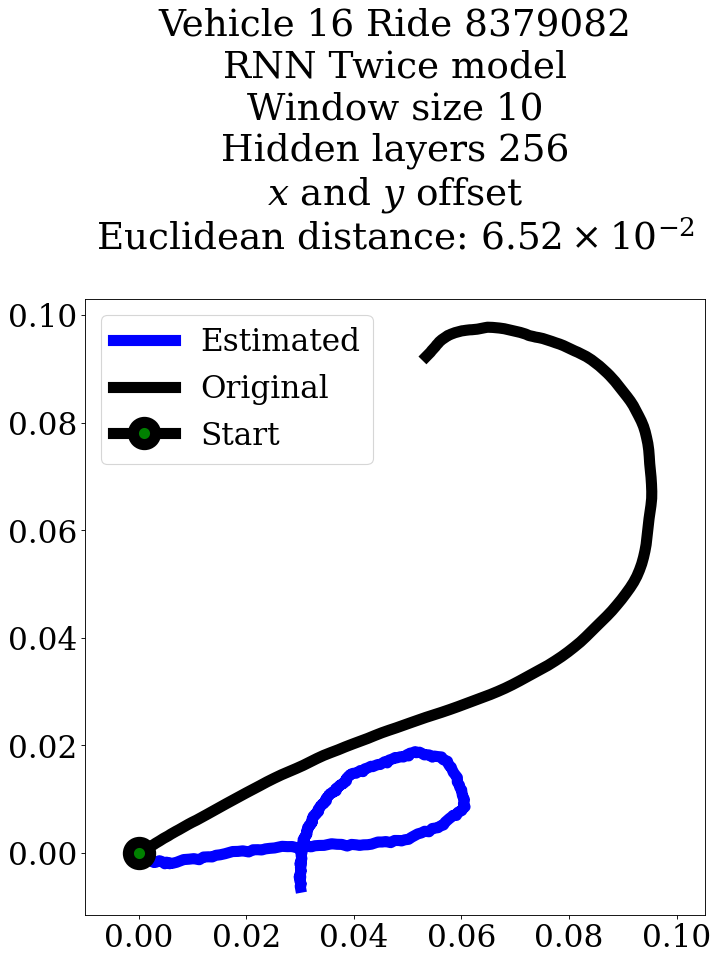 Vehicle 16 Ride 8379082
RNN Twice model
Window size 10
Hidden layers 256
x and y offset
Euclidean distance: 6.52 × 10⁻²
Estimated
Original
Start
0.10
0.08
0.06
0.04
0.02
0.00
0.00 0.02 0.04 0.06 0.08 0.10